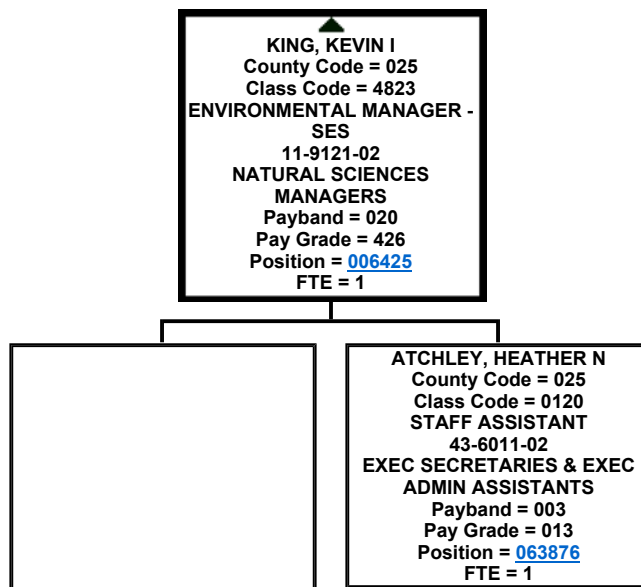 KING, KEVIN I
County Code = 025
Class Code = 4823
ENVIRONMENTAL MANAGER -
SES
11-9121-02
NATURAL SCIENCES
MANAGERS
Payband = 020
Pay Grade = 426
Position = 006425
FTE = 1
ATCHLEY, HEATHER N
County Code = 025
Class Code = 0120
STAFF ASSISTANT
43-6011-02
EXEC SECRETARIES & EXEC
ADMIN ASSISTANTS
Payband = 003
Pay Grade = 013
Position = 063876
FTE = 1